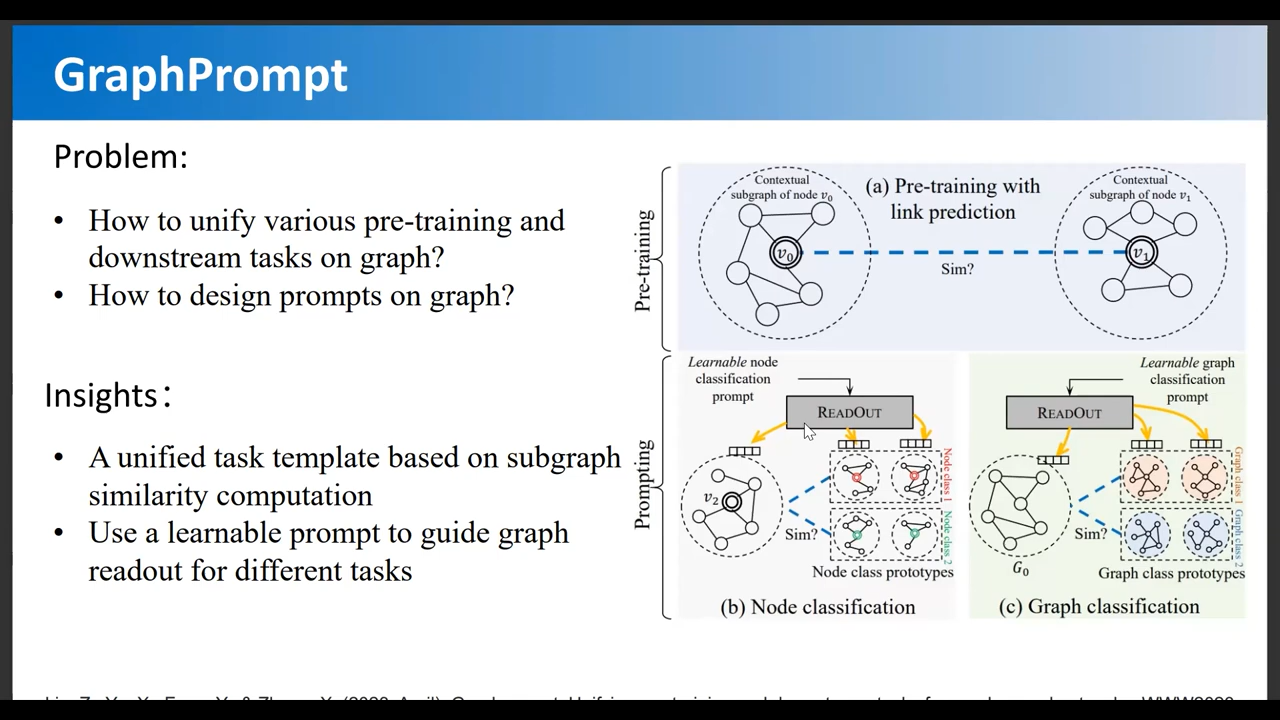 GraphPrompt
Problem:
• How to unify various pre-training and
downstream tasks on graph?
• How to design prompts on graph?
Insights：
• A unified task template based on subgraph
similarity computation
• Use a learnable prompt to guide graph
readout for different tasks
Pre-training
Contextual
subgraph of node v₀
(a) Pre-training with
link prediction
Contextual
subgraph of node v₁
v₀
v₁
Sim?
Prompting
Learnable node
classification
prompt
READOUT
v₂
Sim?
Node class 1
Node class 2
Node class prototypes
(b) Node classification
Learnable graph
classification
prompt
READOUT
G₀
Sim?
Graph class 1
Graph class 2
Graph class prototypes
(c) Graph classification